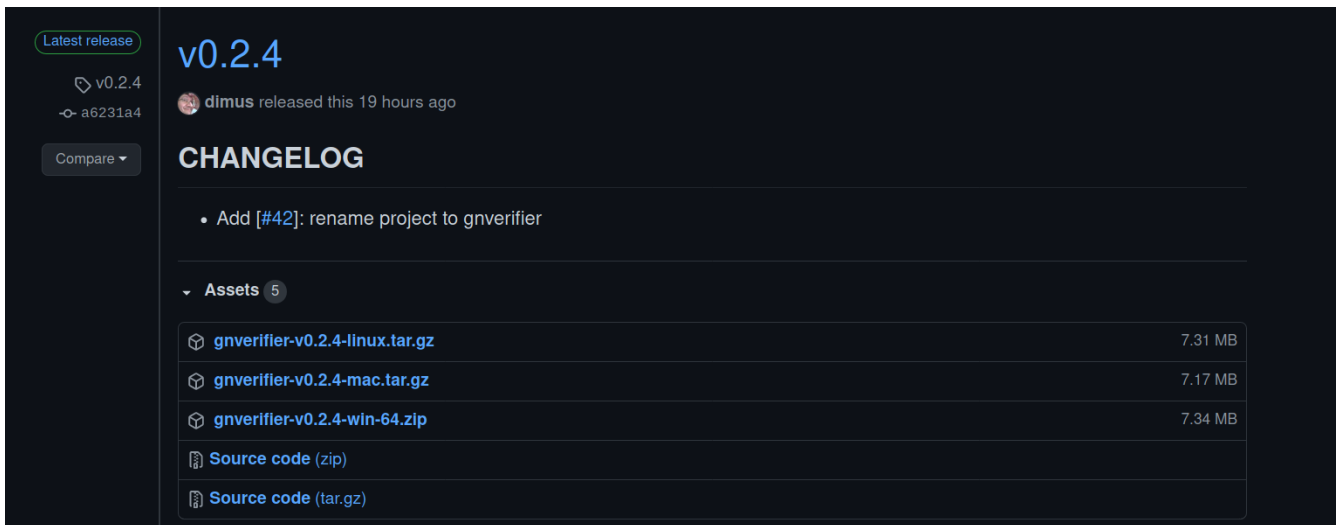 Latest release
v0.2.4
a6231a4
Compare
v0.2.4
dimus released this 19 hours ago
CHANGELOG
• Add [#42]: rename project to gnverifier
Assets 5
gnverifier-v0.2.4-linux.tar.gz 7.31 MB
gnverifier-v0.2.4-mac.tar.gz 7.17 MB
gnverifier-v0.2.4-win-64.zip 7.34 MB
Source code (zip)
Source code (tar.gz)